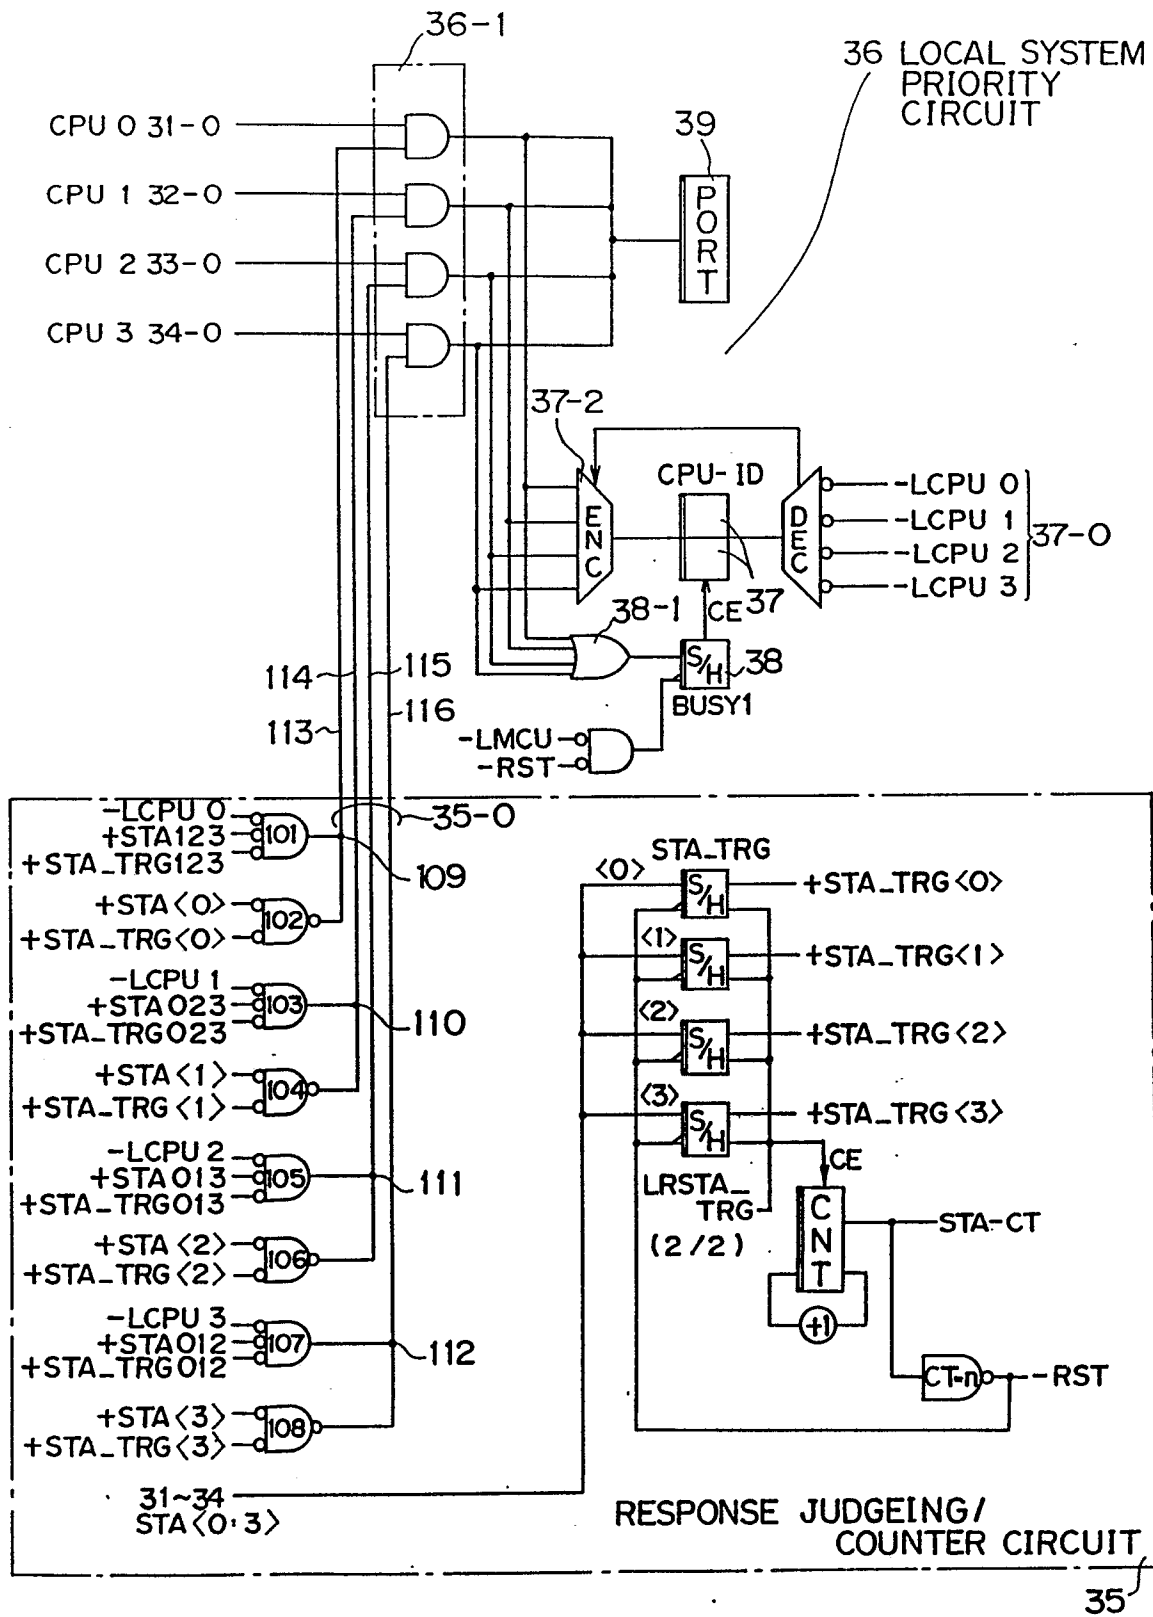 36-1
36 LOCAL SYSTEM
PRIORITY
CIRCUIT
39
PORT
CPU 0 31-0
CPU 1 32-0
CPU 2 33-0
CPU 3 34-0
37-2
CPU-ID
ENC
DEC
-LCPU 0
-LCPU 1
-LCPU 2
-LCPU 3
37-0
37
CE
38-1
S/H
38
BUSY1
-LMCU
-RST
114
115
113
116
35-0
-LCPU 0
+STA123
+STA_TRG123
101
109
+STA<0>
+STA_TRG<0>
102
-LCPU 1
+STA023
+STA_TRG023
103
110
+STA<1>
+STA_TRG<1>
104
-LCPU 2
+STA013
+STA_TRG013
105
111
+STA<2>
+STA_TRG<2>
106
-LCPU 3
+STA012
+STA_TRG012
107
112
+STA<3>
+STA_TRG<3>
108
31~34
STA<0:3>
STA_TRG
<0>
S/H
+STA_TRG<0>
<1>
S/H
+STA_TRG<1>
<2>
S/H
+STA_TRG<2>
<3>
S/H
+STA_TRG<3>
LRSTA_
TRG
(2/2)
CE
CNT
STA-CT
+1
CT=n
-RST
RESPONSE JUDGEING/
COUNTER CIRCUIT
35